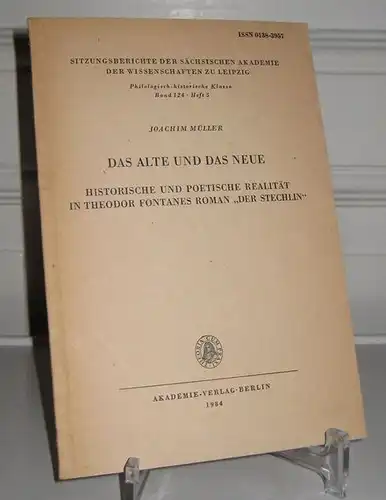 ISSN 0138-3957
SITZUNGSBERICHTE DER SÄCHSISCHEN AKADEMIE
DER WISSENSCHAFTEN ZU LEIPZIG
Philologisch-historische Klasse
Band 124 · Heft 5
JOACHIM MÜLLER
DAS ALTE UND DAS NEUE
HISTORISCHE UND POETISCHE REALITÄT
IN THEODOR FONTANES ROMAN „DER STECHLIN“
AKADEMIE-VERLAG·BERLIN
1984